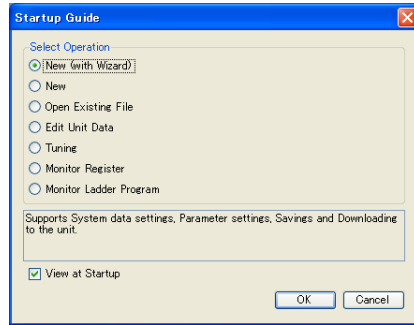 Startup Guide
Select Operation
New (with Wizard)
New
Open Existing File
Edit Unit Data
Tuning
Monitor Register
Monitor Ladder Program
Supports System data settings, Parameter settings, Savings and Downloading
to the unit.
View at Startup
OK Cancel